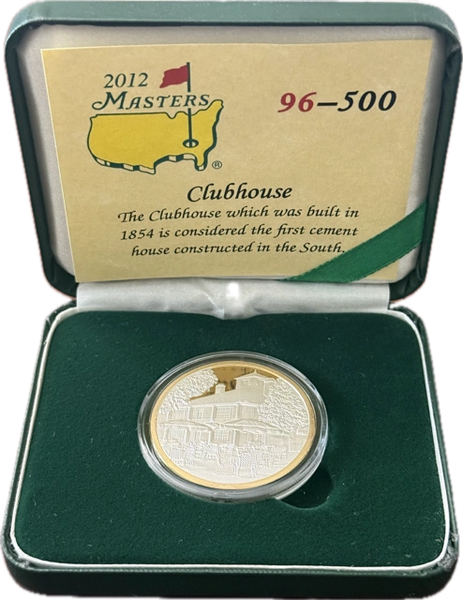 2012
MASTERS
®
96–500
Clubhouse
The Clubhouse which was built in
1854 is considered the first cement
house constructed in the South.